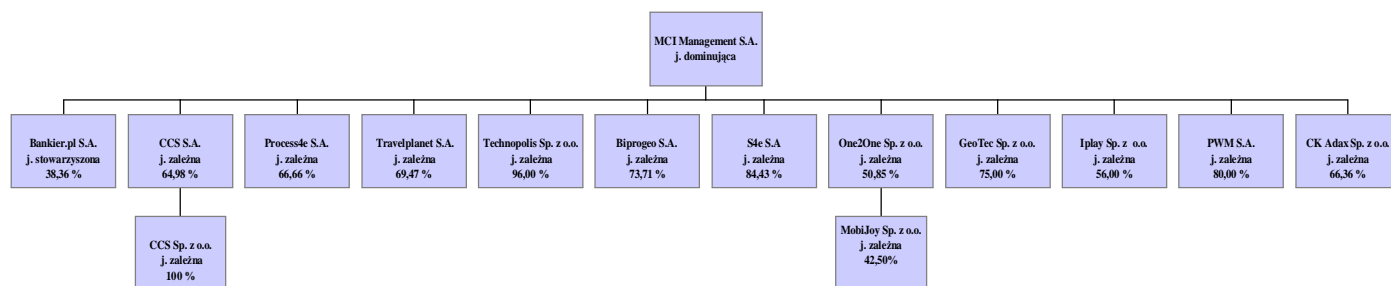 MCI Management S.A.
j. dominująca
Bankier.pl S.A.
j. stowarzyszona
38,36 %
CCS S.A.
j. zależna
64,98 %
Process4e S.A.
j. zależna
66,66 %
Travelplanet S.A.
j. zależna
69,47 %
Technopolis Sp. z o.o.
j. zależna
96,00 %
Biprogeo S.A.
j. zależna
73,71 %
S4e S.A
j. zależna
84,43 %
One2One Sp. z o.o.
j. zależna
50,85 %
GeoTec Sp. z o.o.
j. zależna
75,00 %
Iplay Sp. z o.o.
j. zależna
56,00 %
PWM S.A.
j. zależna
80,00 %
CK Adax Sp. z o.o.
j. zależna
66,36 %
CCS Sp. z o.o.
j. zależna
100 %
MobiJoy Sp. z o.o.
j. zależna
42,50%